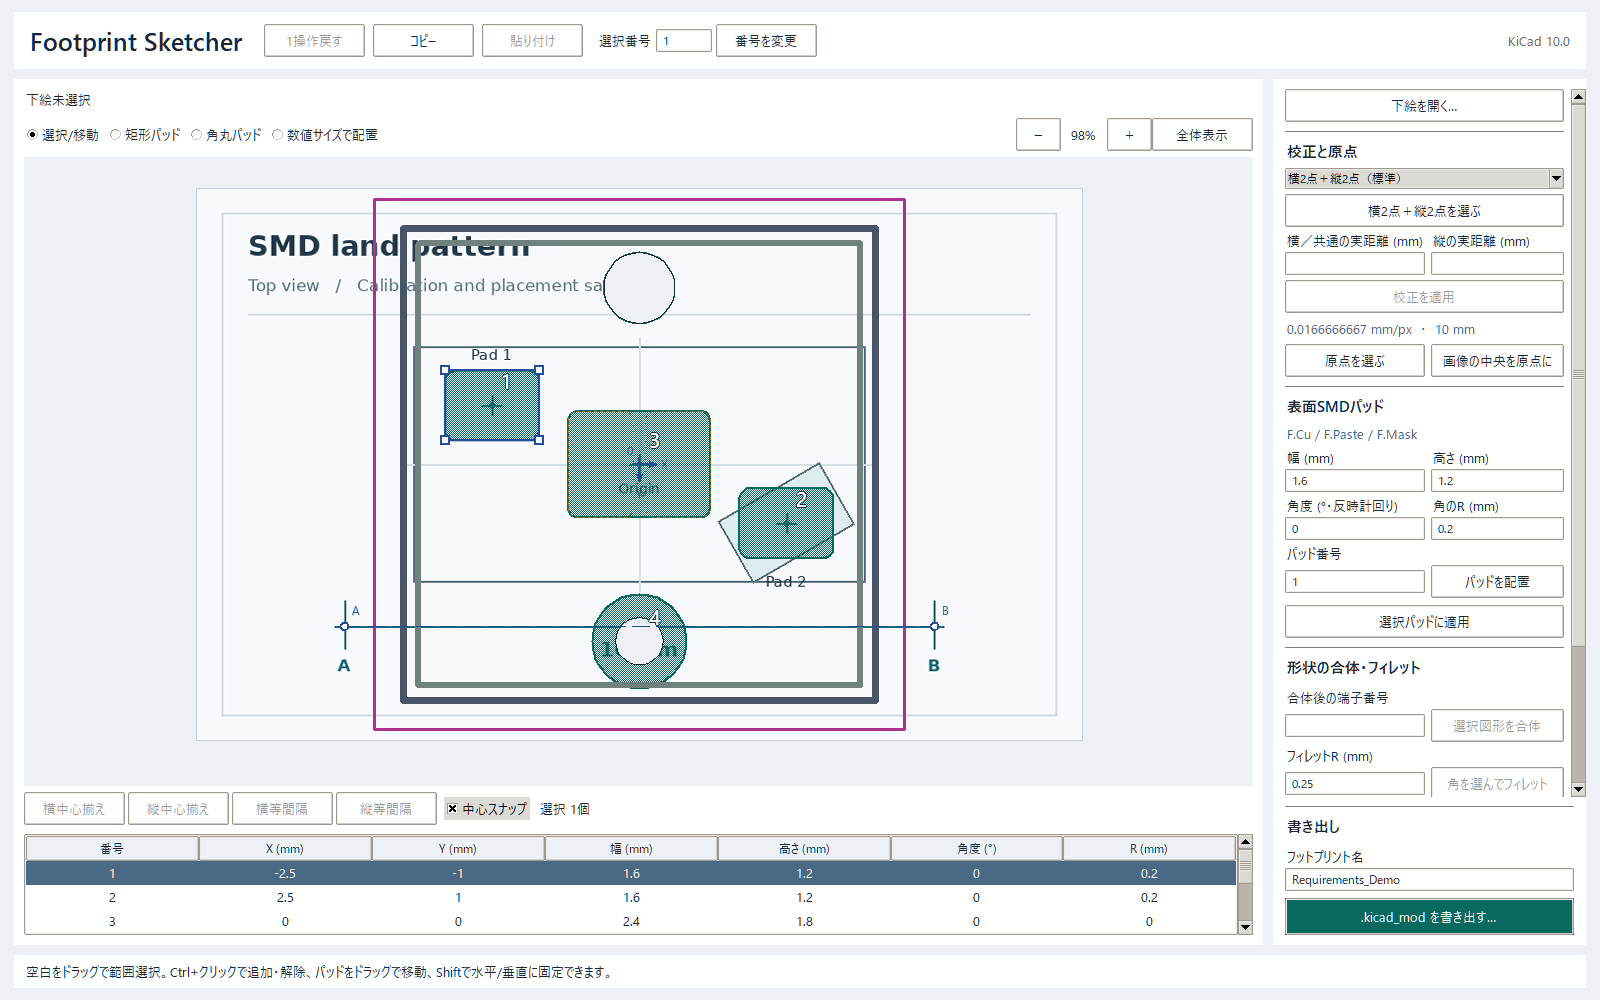 Footprint Sketcher
1操作戻す
コピー
貼り付け
選択番号
1
番号を変更
KiCad 10.0
下絵未選択
選択/移動
矩形パッド
角丸パッド
数値サイズで配置
−
98%
+
全体表示
SMD land pattern
Top view / Calibration and placement sa
Pad 1
1
3
Origin
2
Pad 2
A
B
4
A
B
横中心揃え
縦中心揃え
横等間隔
縦等間隔
中心スナップ
選択 1個
番号 X (mm) Y (mm) 幅 (mm) 高さ (mm) 角度 (°) R (mm)
1 -2.5 -1 1.6 1.2 0 0.2
2 2.5 1 1.6 1.2 0 0.2
3 0 0 2.4 1.8 0 0
下絵を開く...
校正と原点
横2点＋縦2点（標準）
横2点＋縦2点を選ぶ
横／共通の実距離 (mm) 縦の実距離 (mm)
校正を適用
0.0166666667 mm/px ・ 10 mm
原点を選ぶ
画像の中央を原点に
表面SMDパッド
F.Cu / F.Paste / F.Mask
幅 (mm) 高さ (mm)
1.6 1.2
角度 (°・反時計回り) 角のR (mm)
0 0.2
パッド番号
1
パッドを配置
選択パッドに適用
形状の合体・フィレット
合体後の端子番号
選択図形を合体
フィレットR (mm)
0.25
角を選んでフィレット
書き出し
フットプリント名
Requirements_Demo
.kicad_mod を書き出す...
空白をドラッグで範囲選択。Ctrl+クリックで追加・解除、パッドをドラッグで移動、Shiftで水平/垂直に固定できます。